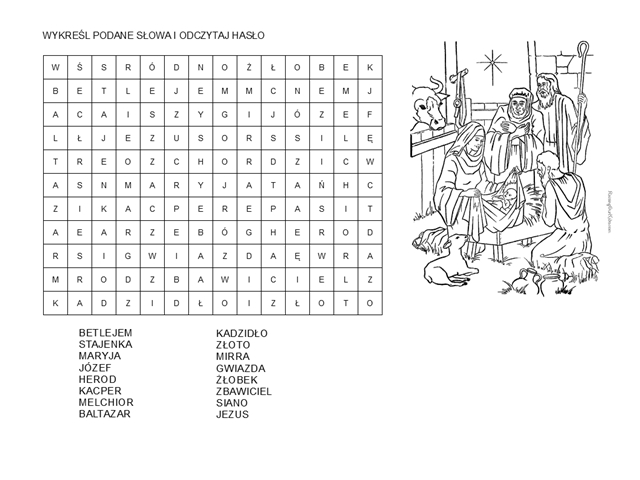 WYKREŚL PODANE SŁOWA I ODCZYTAJ HASŁO
W Ś S R Ó D N O Ż Ł O B E K
B E T L E J E M M C N E M J
A C A I S Z Y G I J Ó Z E F
L Ł J E Z U S O R S S I L Ę
T R E O Z C H O R D Z I C W
A S N M A R Y J A T A Ń H C
Z I K A C P E R E P A S I T
A E A R Z E B Ó G H E R O D
R S I G W I A Z D A Ę W R A
M R O D Z B A W I C I E L Z
K A D Z I D Ł O I Z Ł O T O
BETLEJEM
STAJENKA
MARYJA
JÓZEF
HEROD
KACPER
MELCHIOR
BALTAZAR
KADZIDŁO
ZŁOTO
MIRRA
GWIAZDA
ŻŁOBEK
ZBAWICIEL
SIANO
JEZUS